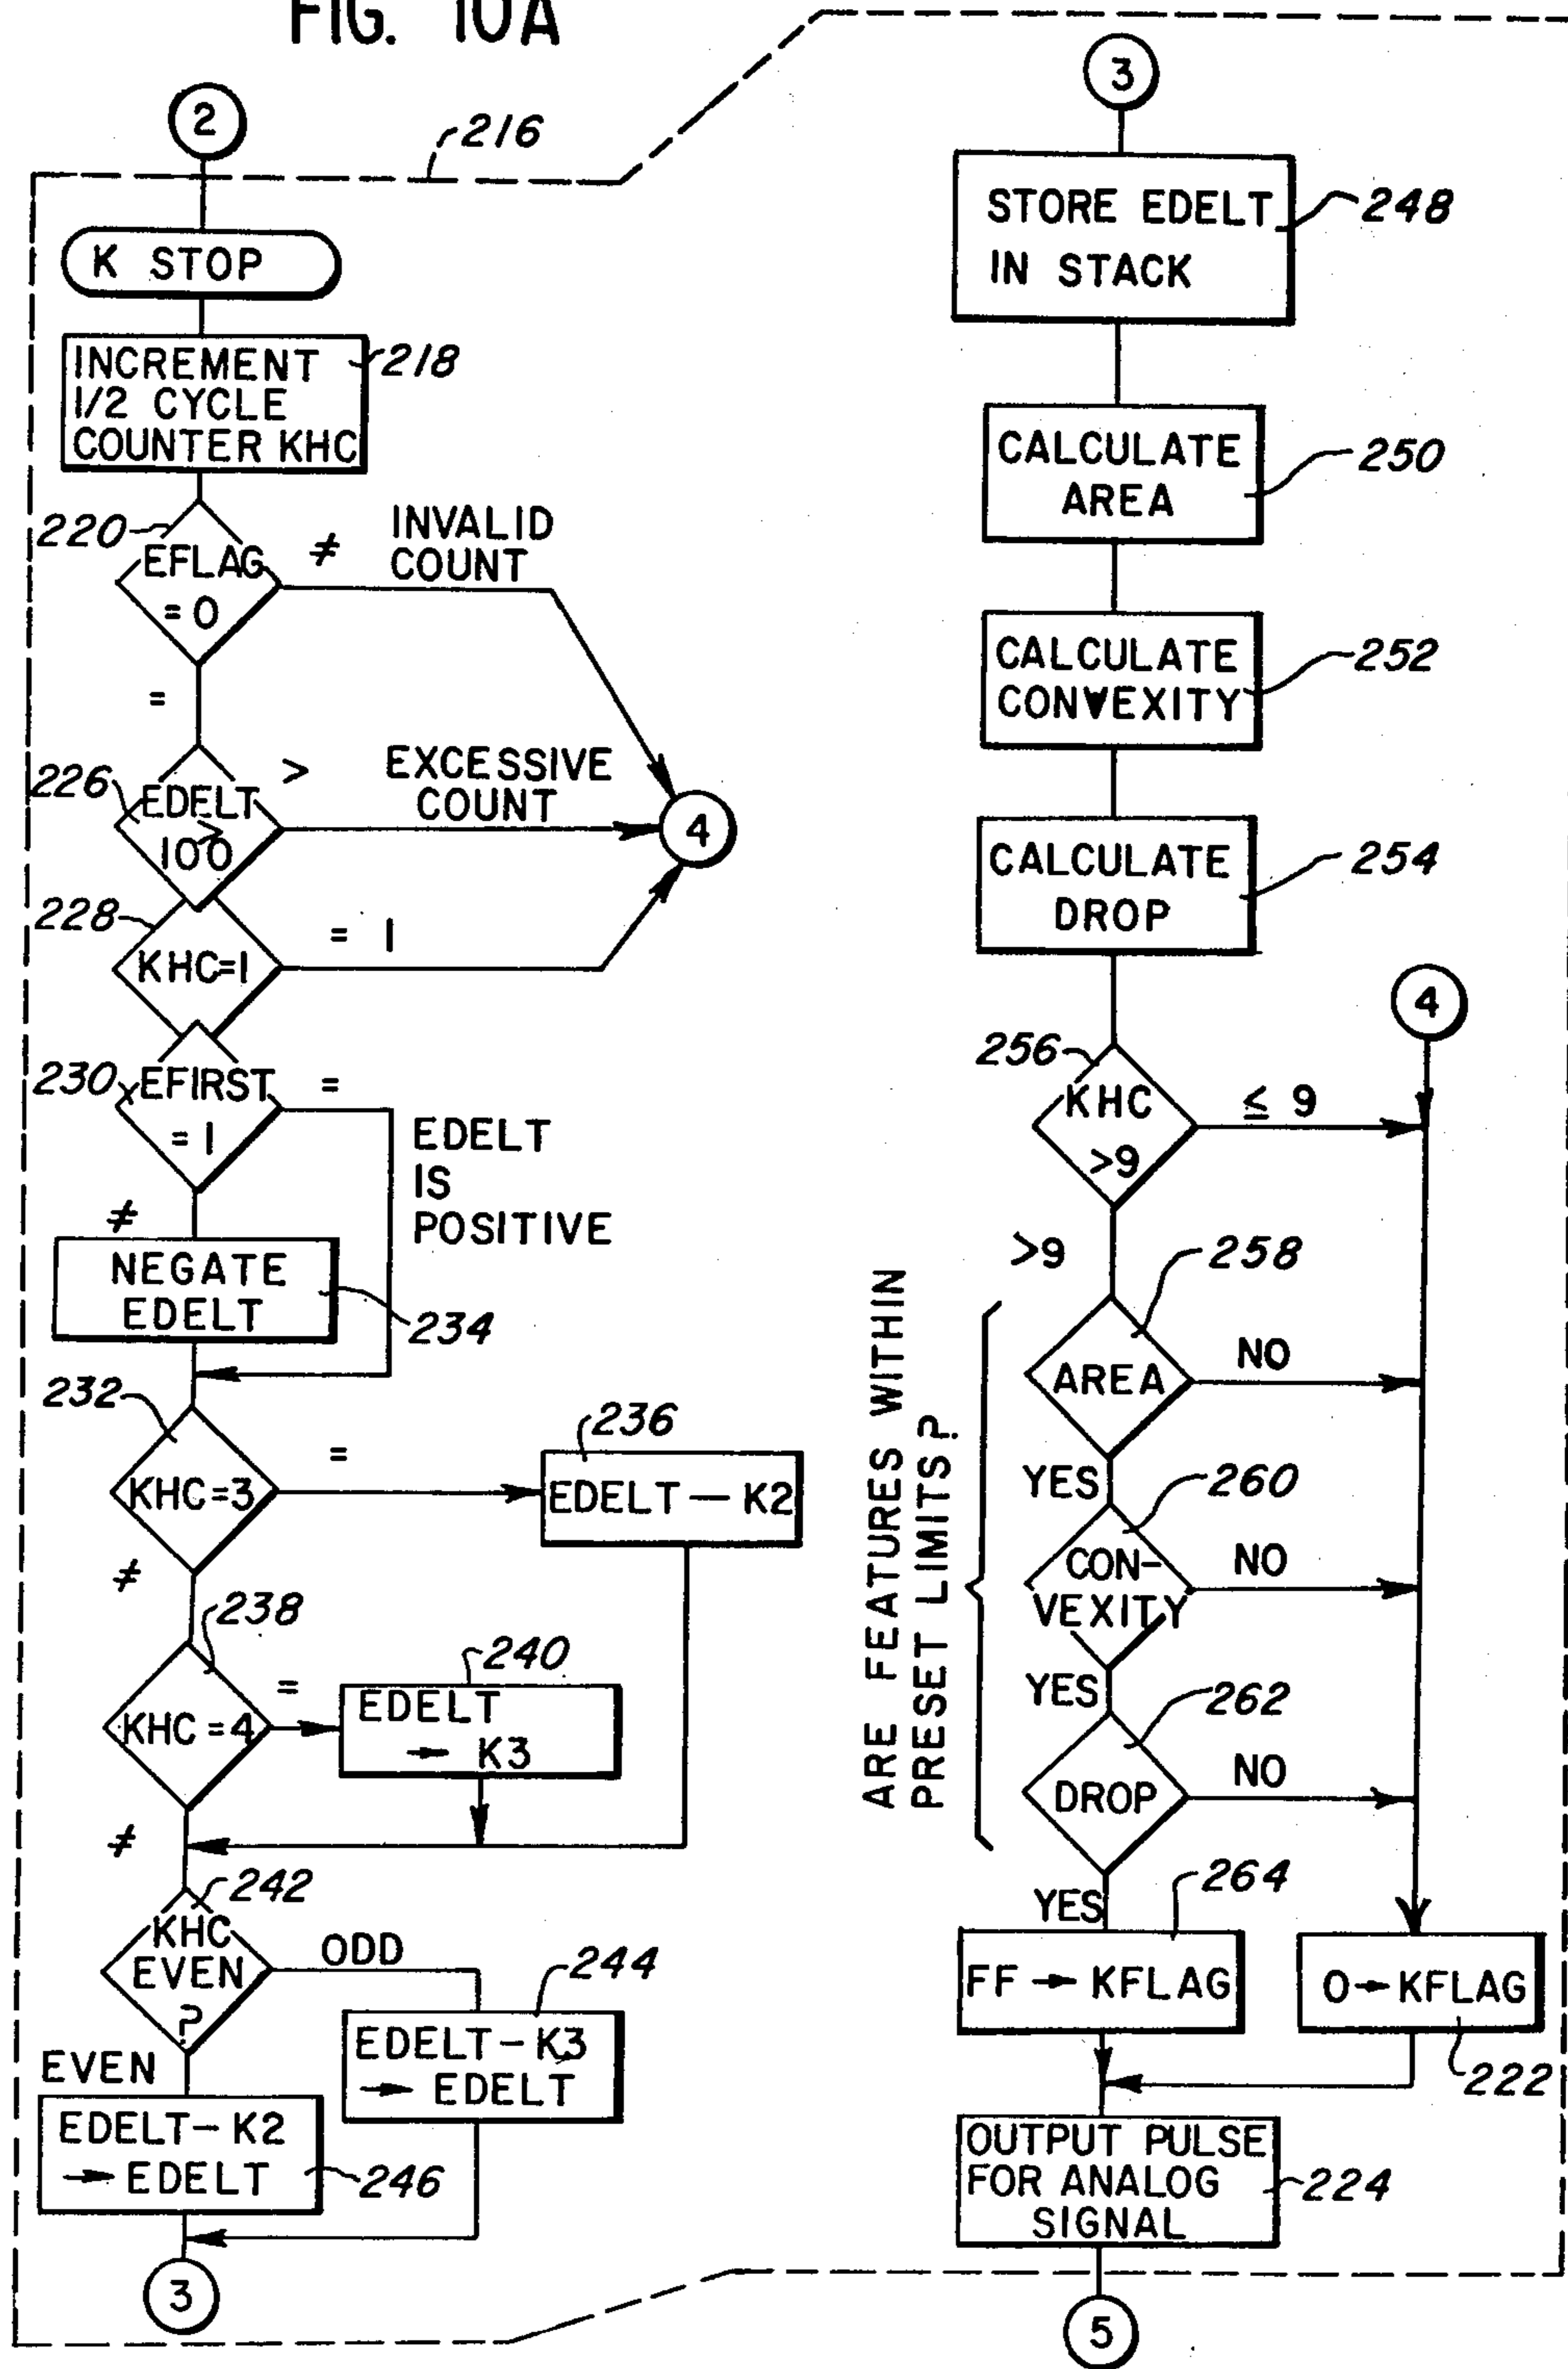 FIG. 10A
2
216
K STOP
INCREMENT
1/2 CYCLE
COUNTER KHC
218
220
EFLAG
= 0
≠
INVALID
COUNT
=
226
EDELT
>
100
>
EXCESSIVE
COUNT
4
228
KHC=1
= 1
230
EFIRST
= 1
=
EDELT
IS
POSITIVE
≠
NEGATE
EDELT
234
232
KHC=3
=
236
EDELT — K2
≠
238
KHC=4
=
240
EDELT
→ K3
≠
242
KHC
EVEN
?
ODD
244
EDELT-K3
→ EDELT
EVEN
EDELT-K2
→ EDELT
246
3
3
STORE EDELT
IN STACK
248
CALCULATE
AREA
250
CALCULATE
CONVEXITY
252
CALCULATE
DROP
254
4
256
KHC
>9
≤ 9
>9
258
ARE FEATURES WITHIN
PRESET LIMITS?
AREA
NO
YES
260
CON-
VEXITY
NO
YES
262
DROP
NO
YES
264
FF → KFLAG
0→ KFLAG
222
OUTPUT PULSE
FOR ANALOG
SIGNAL
224
5